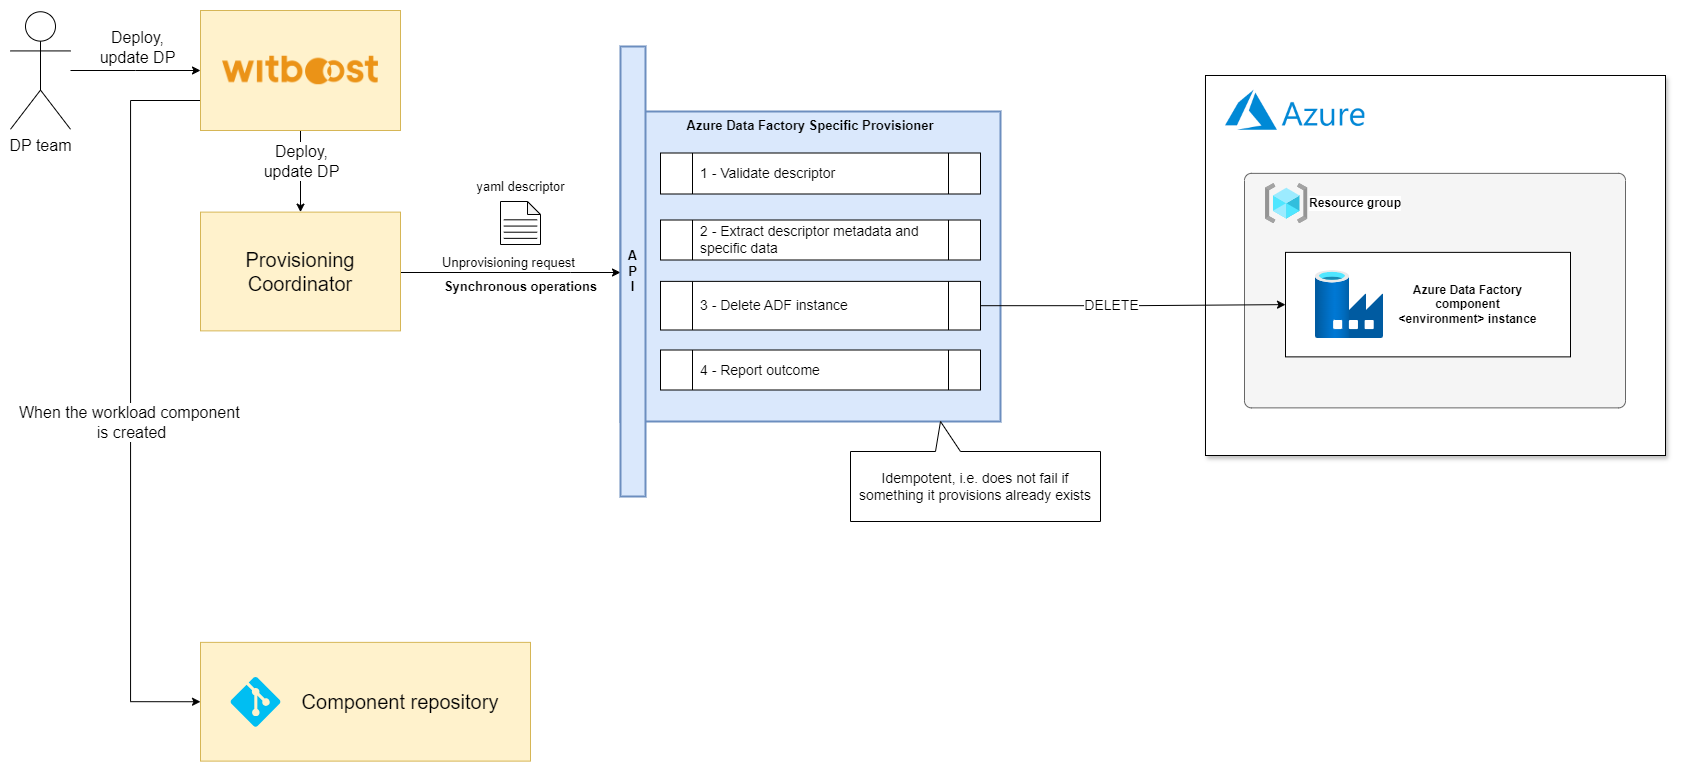 Deploy,
update DP
DP team
witboost
Deploy,
update DP
Provisioning
Coordinator
yaml descriptor
Unprovisioning request
Synchronous operations
A
P
I
Azure Data Factory Specific Provisioner
1 - Validate descriptor
2 - Extract descriptor metadata and
specific data
3 - Delete ADF instance
4 - Report outcome
Idempotent, i.e. does not fail if
something it provisions already exists
DELETE
Azure
Resource group
Azure Data Factory
component
<environment> instance
When the workload component
is created
Component repository